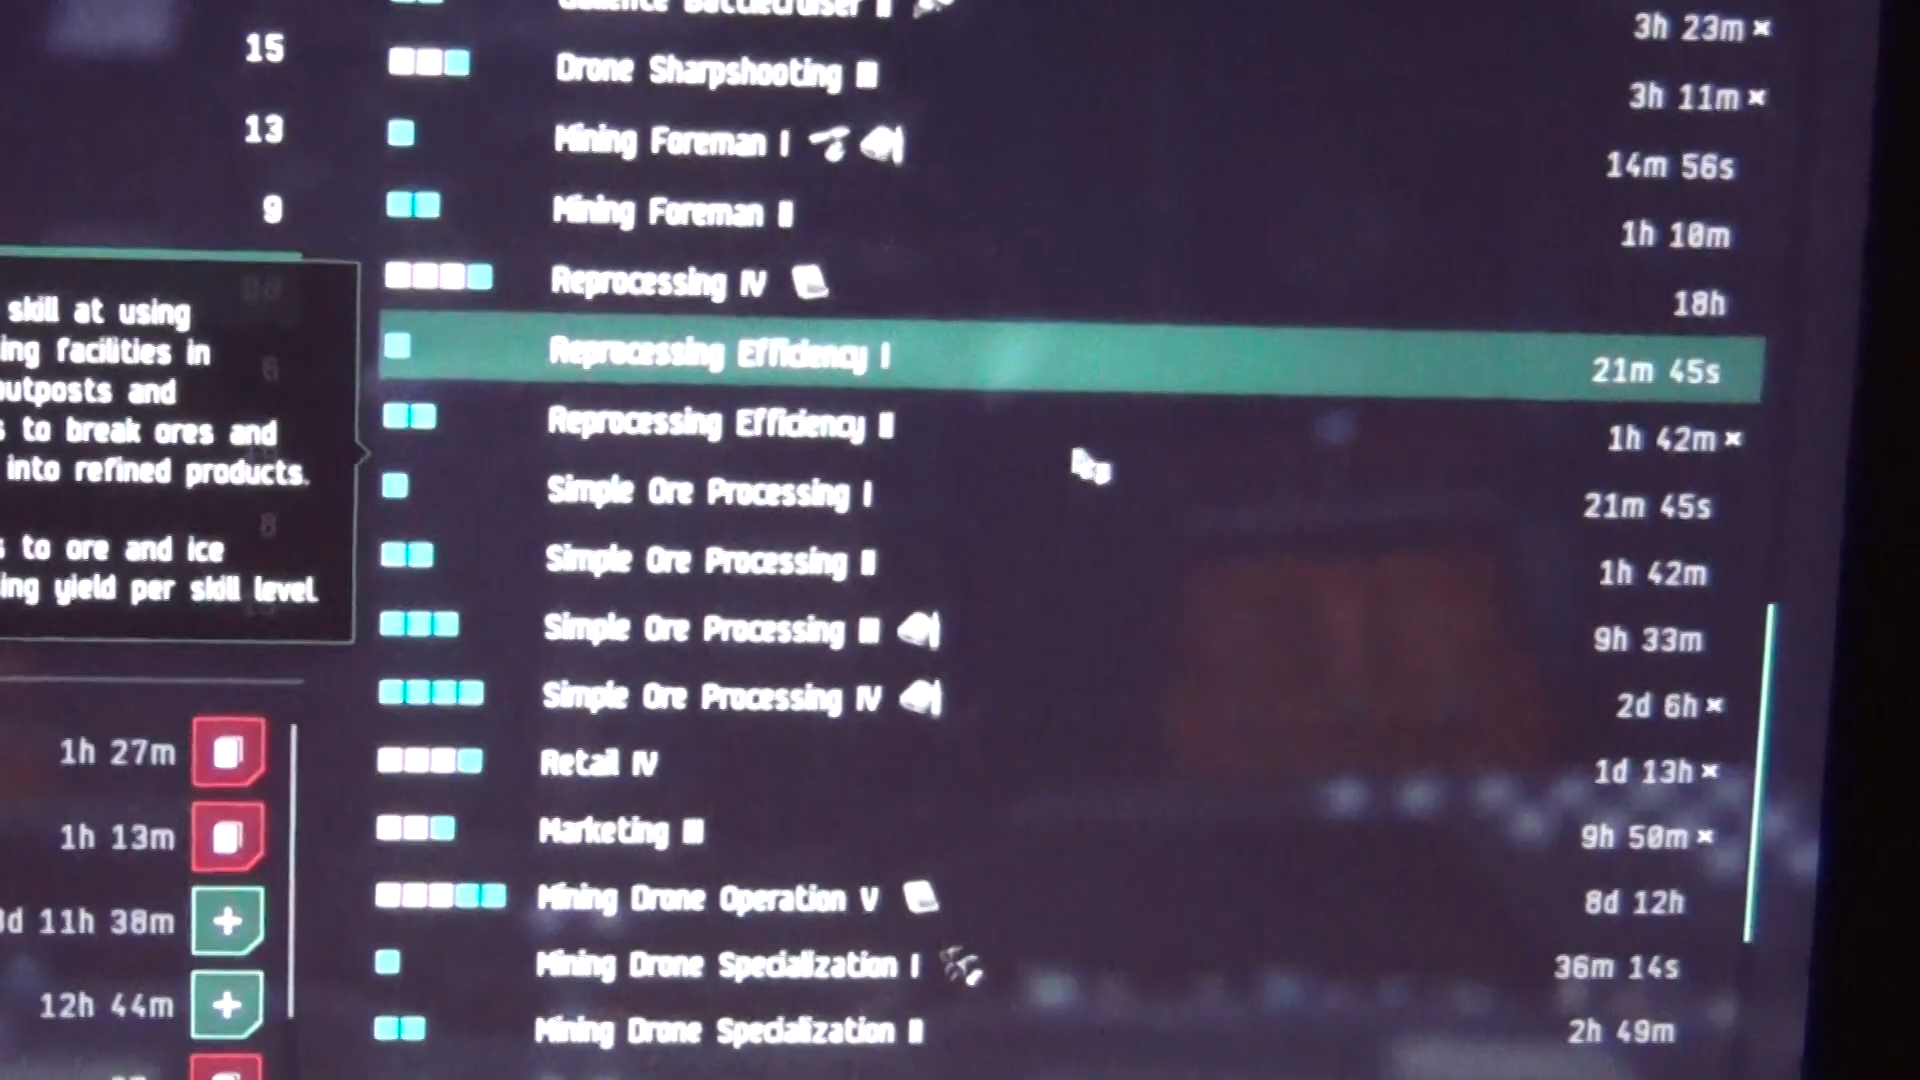 Battlecruiser II 3h 23m ×
15
Drone Sharpshooting III 3h 11m ×
13
Mining Foreman I 14m 56s
9
Mining Foreman II 1h 10m
Reprocessing IV 18h
skill at using
ing facilities in
outposts and
s to break ores and
into refined products.
s to ore and ice
ing yield per skill level.
6
8
Reprocessing Efficiency I 21m 45s
Reprocessing Efficiency II 1h 42m ×
Simple Ore Processing I 21m 45s
Simple Ore Processing II 1h 42m
Simple Ore Processing III 9h 33m
Simple Ore Processing IV 2d 6h ×
Retail IV 1d 13h ×
Marketing III 9h 50m ×
Mining Drone Operation V 8d 12h
Mining Drone Specialization I 36m 14s
Mining Drone Specialization II 2h 49m
1h 27m
1h 13m
11h 38m
12h 44m